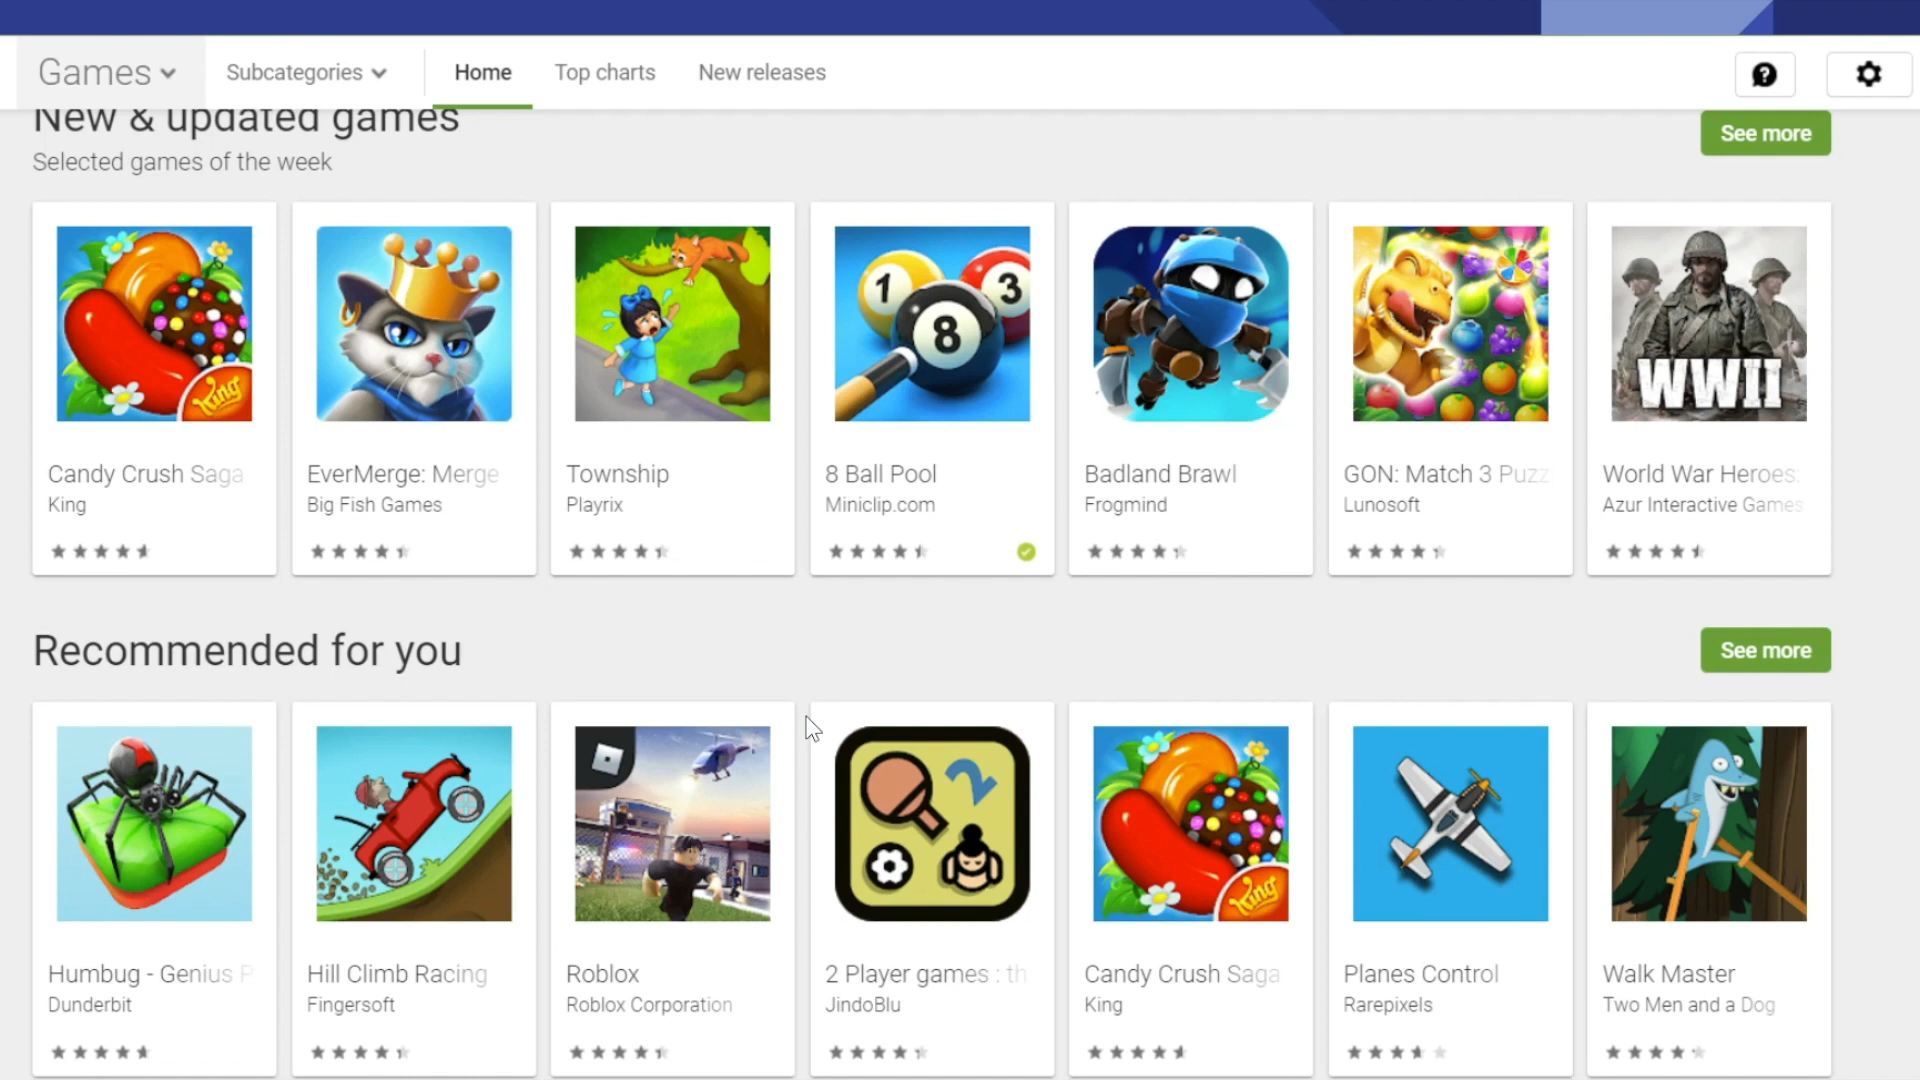 Games
Subcategories
Home
Top charts
New releases
New & updated games
See more
Selected games of the week
1
3
8
King
WWII
Candy Crush Saga
EverMerge: Merge
Township
8 Ball Pool
Badland Brawl
GON: Match 3 Puzz
World War Heroes:
King
Big Fish Games
Playrix
Miniclip.com
Frogmind
Lunosoft
Azur Interactive Games
Recommended for you
See more
2
King
Humbug - Genius P
Hill Climb Racing
Roblox
2 Player games : th
Candy Crush Saga
Planes Control
Walk Master
Dunderbit
Fingersoft
Roblox Corporation
JindoBlu
King
Rarepixels
Two Men and a Dog